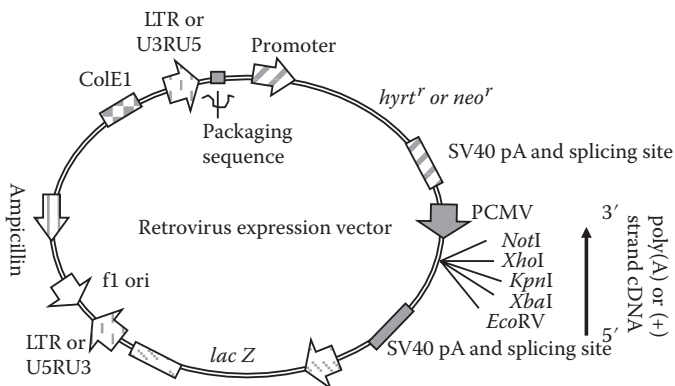 LTR or
U3RU5
Promoter
ColE1
hyrtʳ or neoʳ
Packaging
sequence
SV40 pA and splicing site
Ampicillin
Retrovirus expression vector
PCMV
NotI
XhoI
KpnI
XbaI
EcoRV
3′
poly(A) or (+)
strand cDNA
5′
f1 ori
LTR or
U5RU3
lac Z
SV40 pA and splicing site